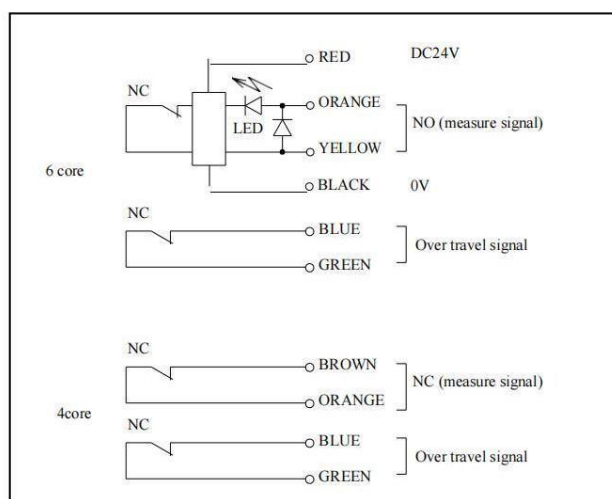 RED DC24V
NC
ORANGE
LED
NO (measure signal)
YELLOW
6 core
BLACK 0V
NC
BLUE
Over travel signal
GREEN
NC
BROWN
NC (measure signal)
ORANGE
4core
NC
BLUE
Over travel signal
GREEN